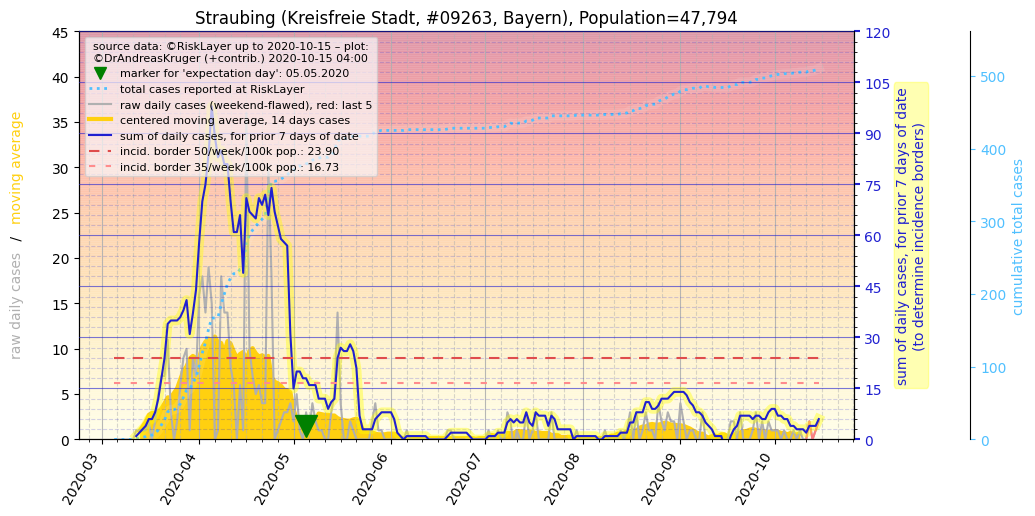 Straubing (Kreisfreie Stadt, #09263, Bayern), Population=47,794
source data: ©RiskLayer up to 2020-10-15 – plot:
©DrAndreasKruger (+contrib.) 2020-10-15 04:00
marker for 'expectation day': 05.05.2020
total cases reported at RiskLayer
raw daily cases (weekend-flawed), red: last 5
centered moving average, 14 days cases
sum of daily cases, for prior 7 days of date
incid. border 50/week/100k pop.: 23.90
incid. border 35/week/100k pop.: 16.73
raw daily cases / moving average
45
40
35
30
25
20
15
10
5
0
2020-03
2020-04
2020-05
2020-06
2020-07
2020-08
2020-09
2020-10
120
105
90
75
60
45
30
15
0
sum of daily cases, for prior 7 days of date
(to determine incidence borders)
500
400
300
200
100
0
cumulative total cases